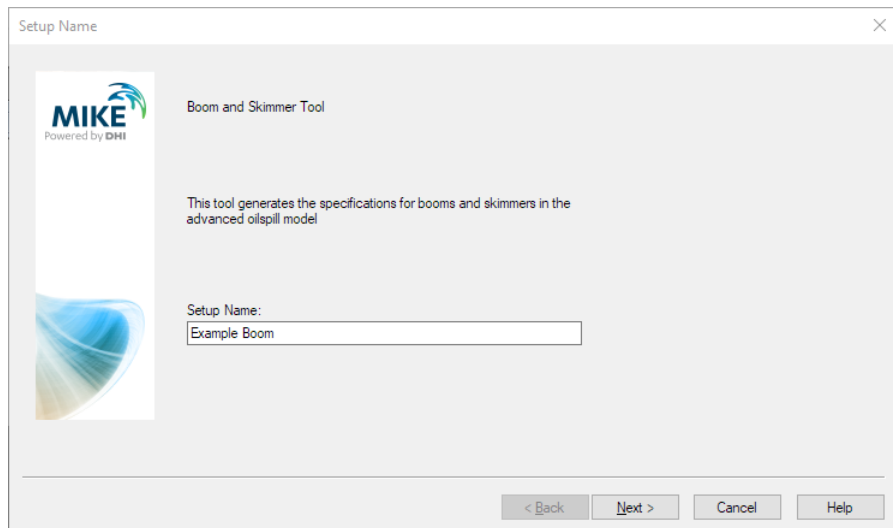 Setup Name
MIKE
Powered by DHI
Boom and Skimmer Tool
This tool generates the specifications for booms and skimmers in the
advanced oilspill model
Setup Name:
Example Boom
< Back
Next >
Cancel
Help